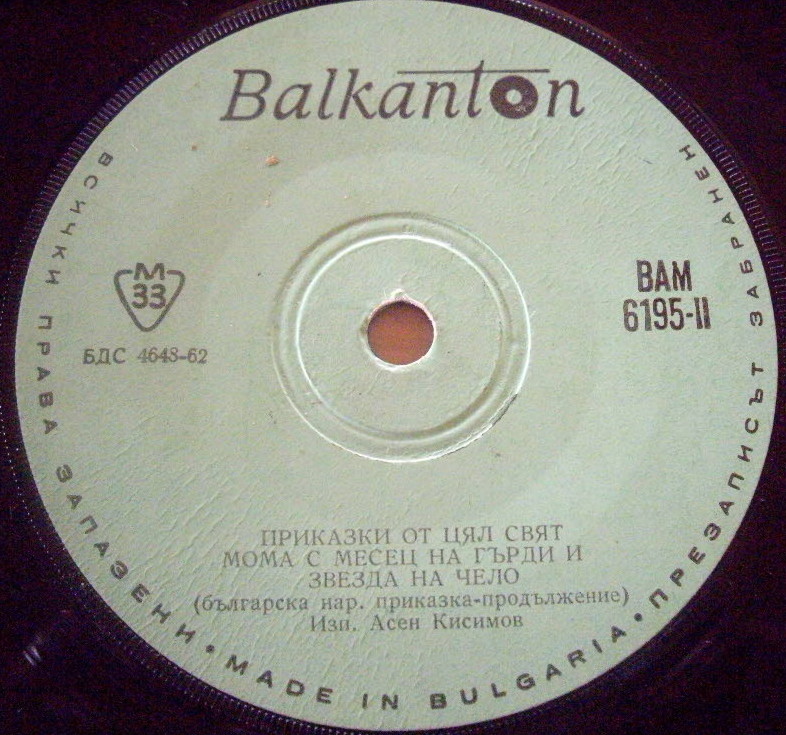 Balkanton
ВСИЧКИ ПРАВА ЗАПАЗЕНИ • MADE IN BULGARIA • ПРЕЗАПИСЪТ ЗАБРАНЕН
М
33
БДС 4643-62
ВАМ
6195-II
ПРИКАЗКИ ОТ ЦЯЛ СВЯТ
МОМА С МЕСЕЦ НА ГЪРДИ И
ЗВЕЗДА НА ЧЕЛО
(българска нар. приказка-продължение)
Изп. Асен Кисимов